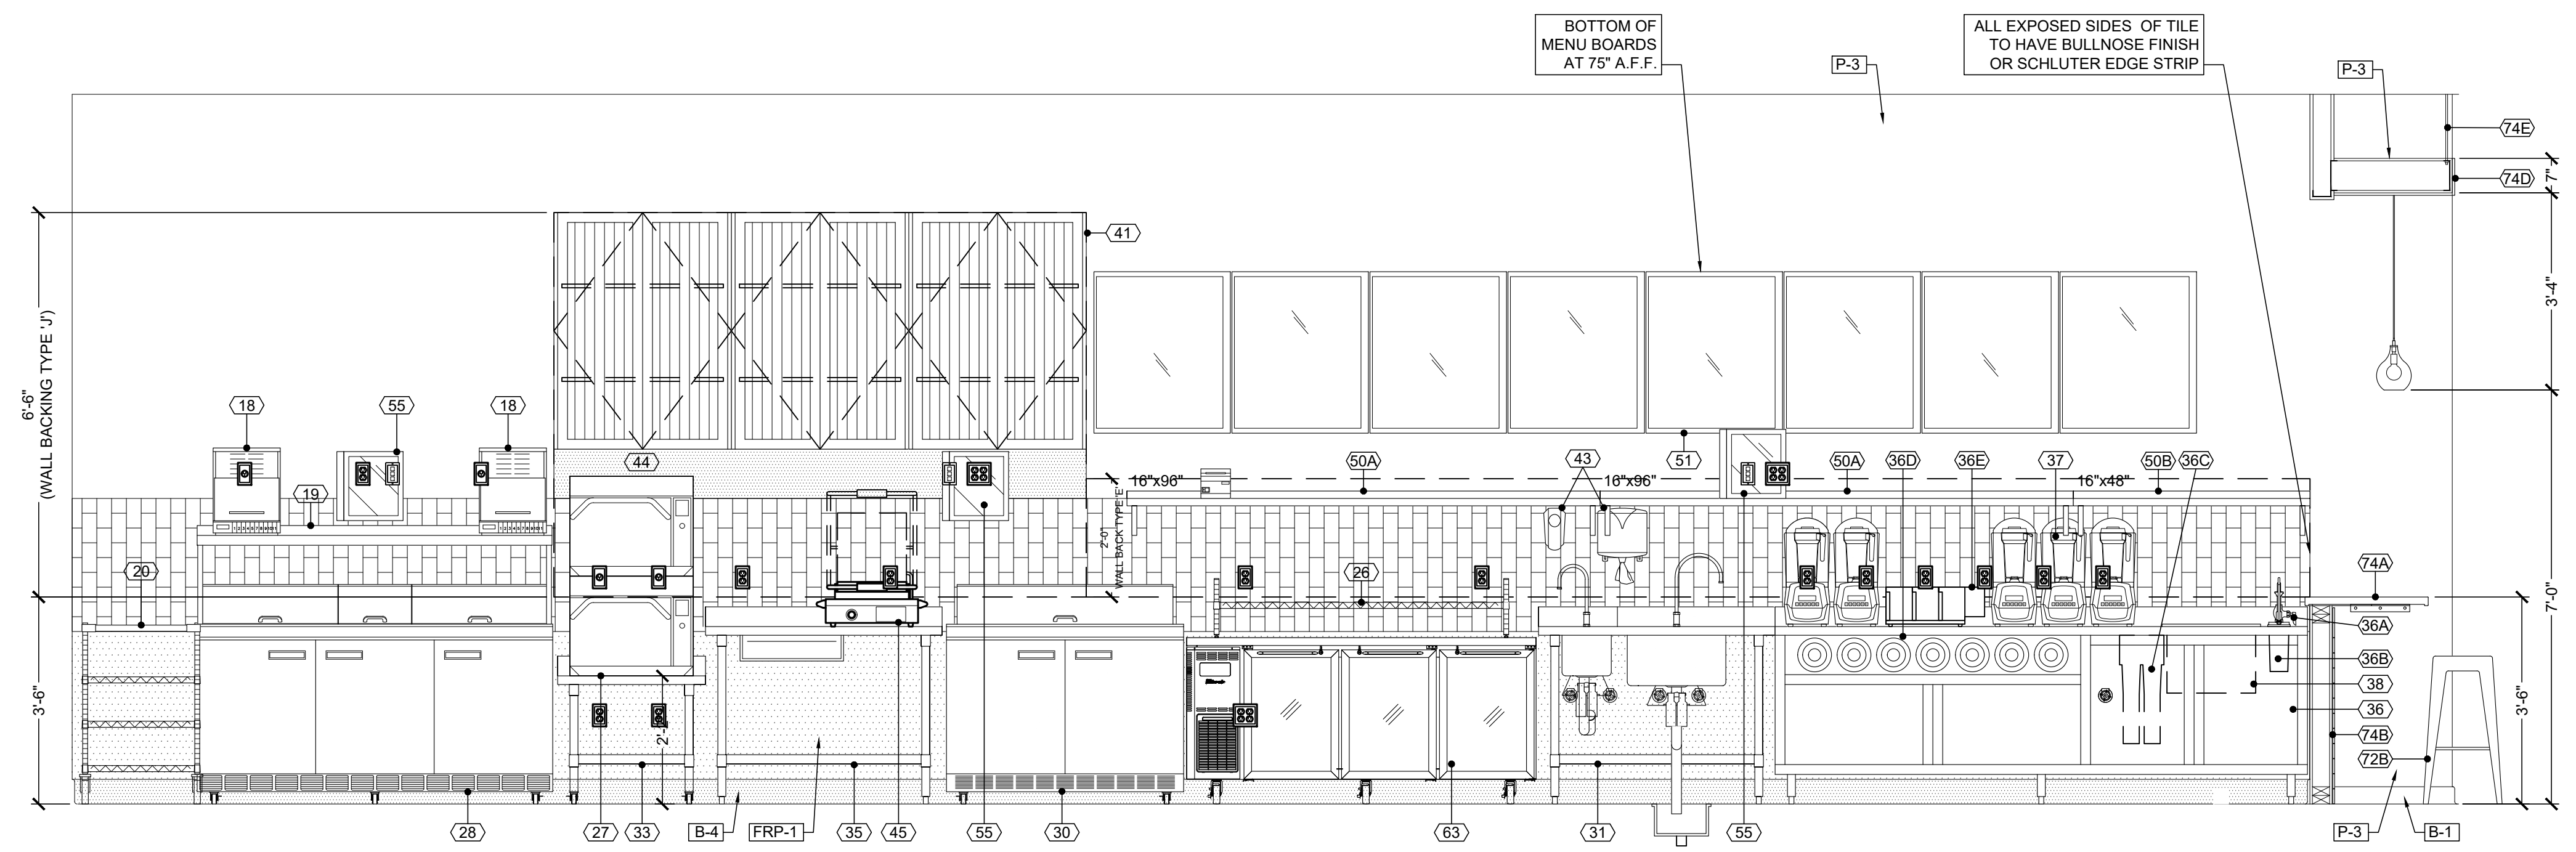 BOTTOM OF
MENU BOARDS
AT 75" A.F.F.
P-3
ALL EXPOSED SIDES OF TILE
TO HAVE BULLNOSE FINISH
OR SCHLUTER EDGE STRIP
P-3
74E
74D
7"
3'-4"
7'-0"
41
6'-6"
(WALL BACKING TYPE 'J')
18
55
18
44
43
51
50A
16"x96"
16"x96"
50A
36D
36E
37
16"x48"
50B
36C
19
20
2'-0"
WALL BACK TYPE 'E'
26
74A
36A
36B
38
36
74B
72B
3'-6"
3'-6"
28
27
33
B-4
FRP-1
35
45
55
30
63
31
55
P-3
B-1